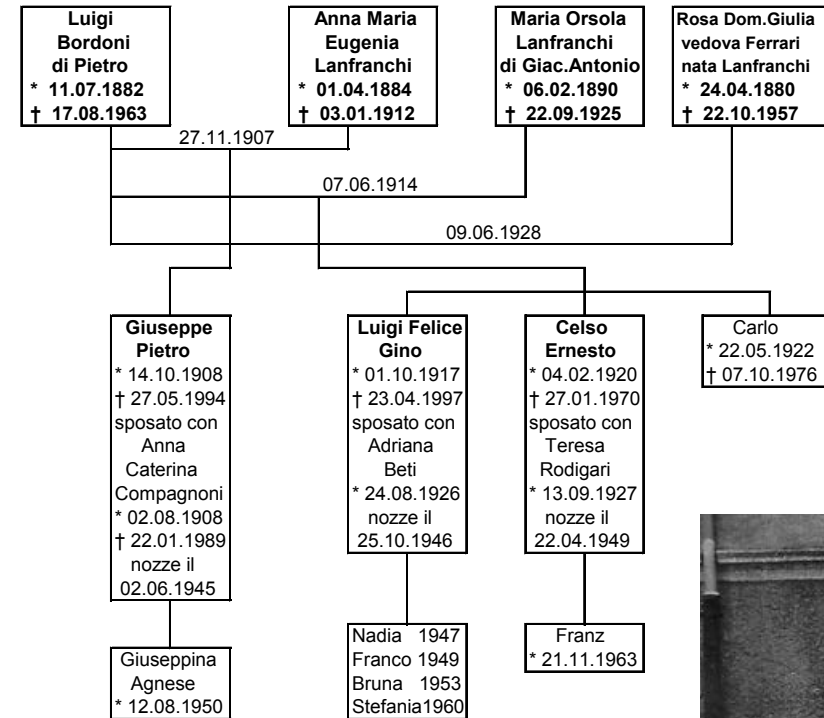 Luigi
Bordoni
di Pietro
* 11.07.1882
† 17.08.1963
Anna Maria
Eugenia
Lanfranchi
* 01.04.1884
† 03.01.1912
Maria Orsola
Lanfranchi
di Giac.Antonio
* 06.02.1890
† 22.09.1925
Rosa Dom.Giulia
vedova Ferrari
nata Lanfranchi
* 24.04.1880
† 22.10.1957
27.11.1907
07.06.1914
09.06.1928
Giuseppe
Pietro
* 14.10.1908
† 27.05.1994
sposato con
Anna
Caterina
Compagnoni
* 02.08.1908
† 22.01.1989
nozze il
02.06.1945
Luigi Felice
Gino
* 01.10.1917
† 23.04.1997
sposato con
Adriana
Beti
* 24.08.1926
nozze il
25.10.1946
Celso
Ernesto
* 04.02.1920
† 27.01.1970
sposato con
Teresa
Rodigari
* 13.09.1927
nozze il
22.04.1949
Carlo
* 22.05.1922
† 07.10.1976
Giuseppina
Agnese
* 12.08.1950
Nadia 1947
Franco 1949
Bruna 1953
Stefania1960
Franz
* 21.11.1963